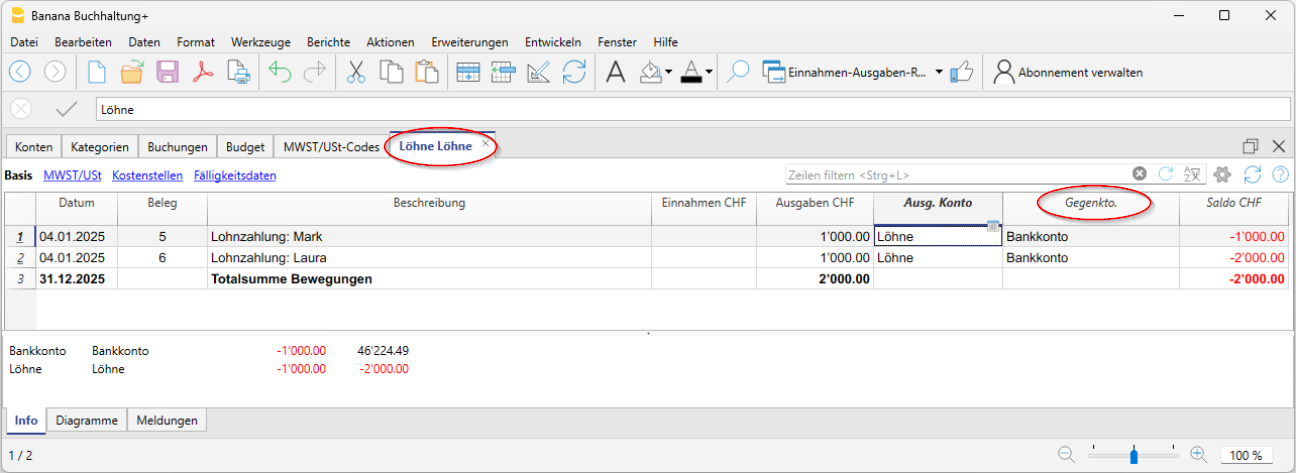 Banana Buchhaltung+
Datei Bearbeiten Daten Format Werkzeuge Berichte Aktionen Erweiterungen Entwickeln Fenster Hilfe
Einnahmen-Ausgaben-R... Abonnement verwalten
Löhne
Konten Kategorien Buchungen Budget MWST/USt-Codes Löhne Löhne
Basis MWST/USt Kostenstellen Fälligkeitsdaten Zeilen filtern <Strg+L>
Datum Beleg Beschreibung Einnahmen CHF Ausgaben CHF Ausg. Konto Gegenkto. Saldo CHF
1 04.01.2025 5 Lohnzahlung: Mark 1'000.00 Löhne Bankkonto -1'000.00
2 04.01.2025 6 Lohnzahlung: Laura 1'000.00 Löhne Bankkonto -2'000.00
3 31.12.2025 Totalsumme Bewegungen 2'000.00 -2'000.00
Bankkonto Bankkonto -1'000.00 46'224.49
Löhne Löhne -1'000.00 -2'000.00
Info Diagramme Meldungen
1 / 2 100 %